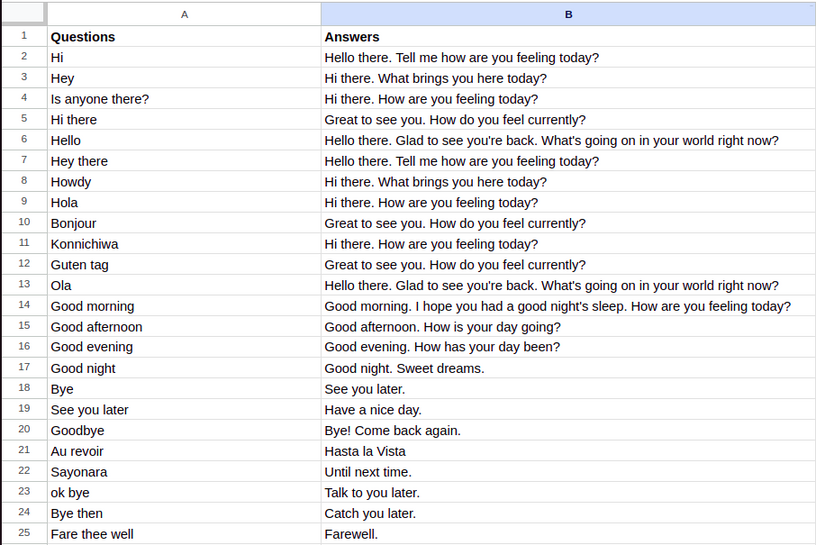 A B
1 Questions Answers
2 Hi Hello there. Tell me how are you feeling today?
3 Hey Hi there. What brings you here today?
4 Is anyone there? Hi there. How are you feeling today?
5 Hi there Great to see you. How do you feel currently?
6 Hello Hello there. Glad to see you're back. What's going on in your world right now?
7 Hey there Hello there. Tell me how are you feeling today?
8 Howdy Hi there. What brings you here today?
9 Hola Hi there. How are you feeling today?
10 Bonjour Great to see you. How do you feel currently?
11 Konnichiwa Hi there. How are you feeling today?
12 Guten tag Great to see you. How do you feel currently?
13 Ola Hello there. Glad to see you're back. What's going on in your world right now?
14 Good morning Good morning. I hope you had a good night's sleep. How are you feeling today?
15 Good afternoon Good afternoon. How is your day going?
16 Good evening Good evening. How has your day been?
17 Good night Good night. Sweet dreams.
18 Bye See you later.
19 See you later Have a nice day.
20 Goodbye Bye! Come back again.
21 Au revoir Hasta la Vista
22 Sayonara Until next time.
23 ok bye Talk to you later.
24 Bye then Catch you later.
25 Fare thee well Farewell.